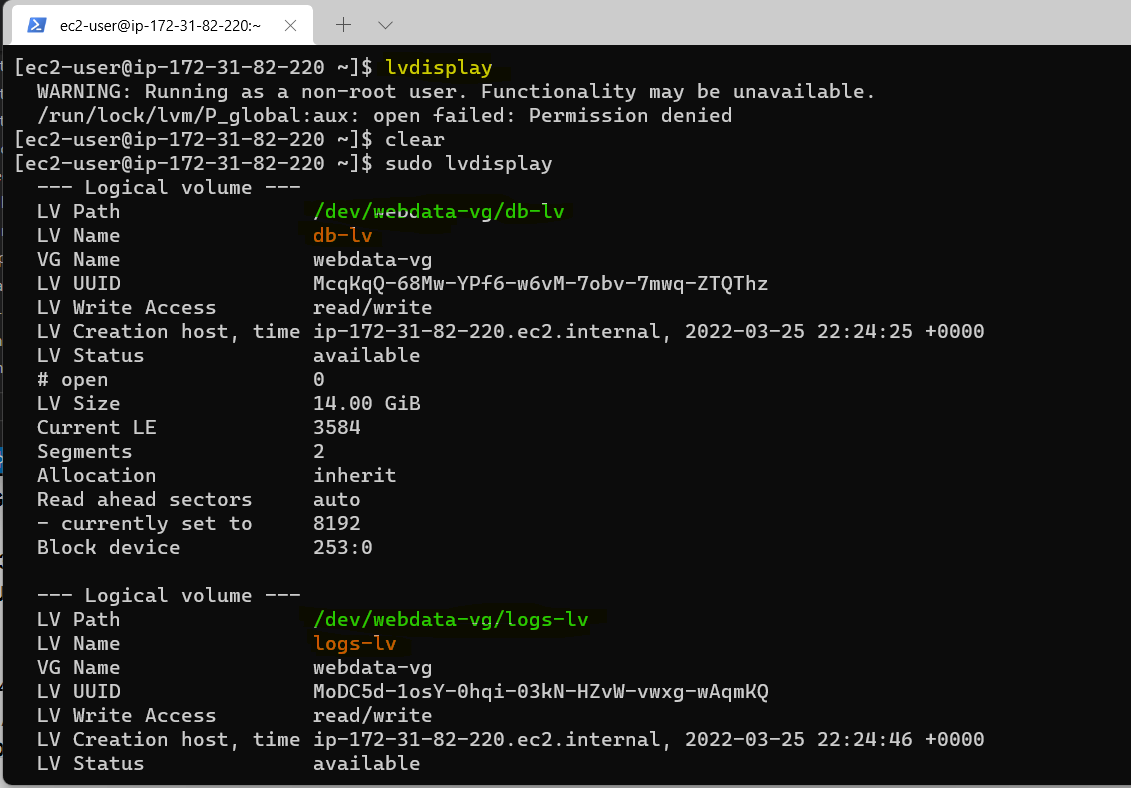 ec2-user@ip-172-31-82-220:~
[ec2-user@ip-172-31-82-220 ~]$ lvdisplay
WARNING: Running as a non-root user. Functionality may be unavailable.
/run/lock/lvm/P_global:aux: open failed: Permission denied
[ec2-user@ip-172-31-82-220 ~]$ clear
[ec2-user@ip-172-31-82-220 ~]$ sudo lvdisplay
--- Logical volume ---
LV Path /dev/webdata-vg/db-lv
LV Name db-lv
VG Name webdata-vg
LV UUID McqKqQ-68Mw-YPf6-w6vM-7obv-7mwq-ZTQThz
LV Write Access read/write
LV Creation host, time ip-172-31-82-220.ec2.internal, 2022-03-25 22:24:25 +0000
LV Status available
# open 0
LV Size 14.00 GiB
Current LE 3584
Segments 2
Allocation inherit
Read ahead sectors auto
- currently set to 8192
Block device 253:0
--- Logical volume ---
LV Path /dev/webdata-vg/logs-lv
LV Name logs-lv
VG Name webdata-vg
LV UUID MoDC5d-1osY-0hqi-03kN-HZvW-vwxg-wAqmKQ
LV Write Access read/write
LV Creation host, time ip-172-31-82-220.ec2.internal, 2022-03-25 22:24:46 +0000
LV Status available